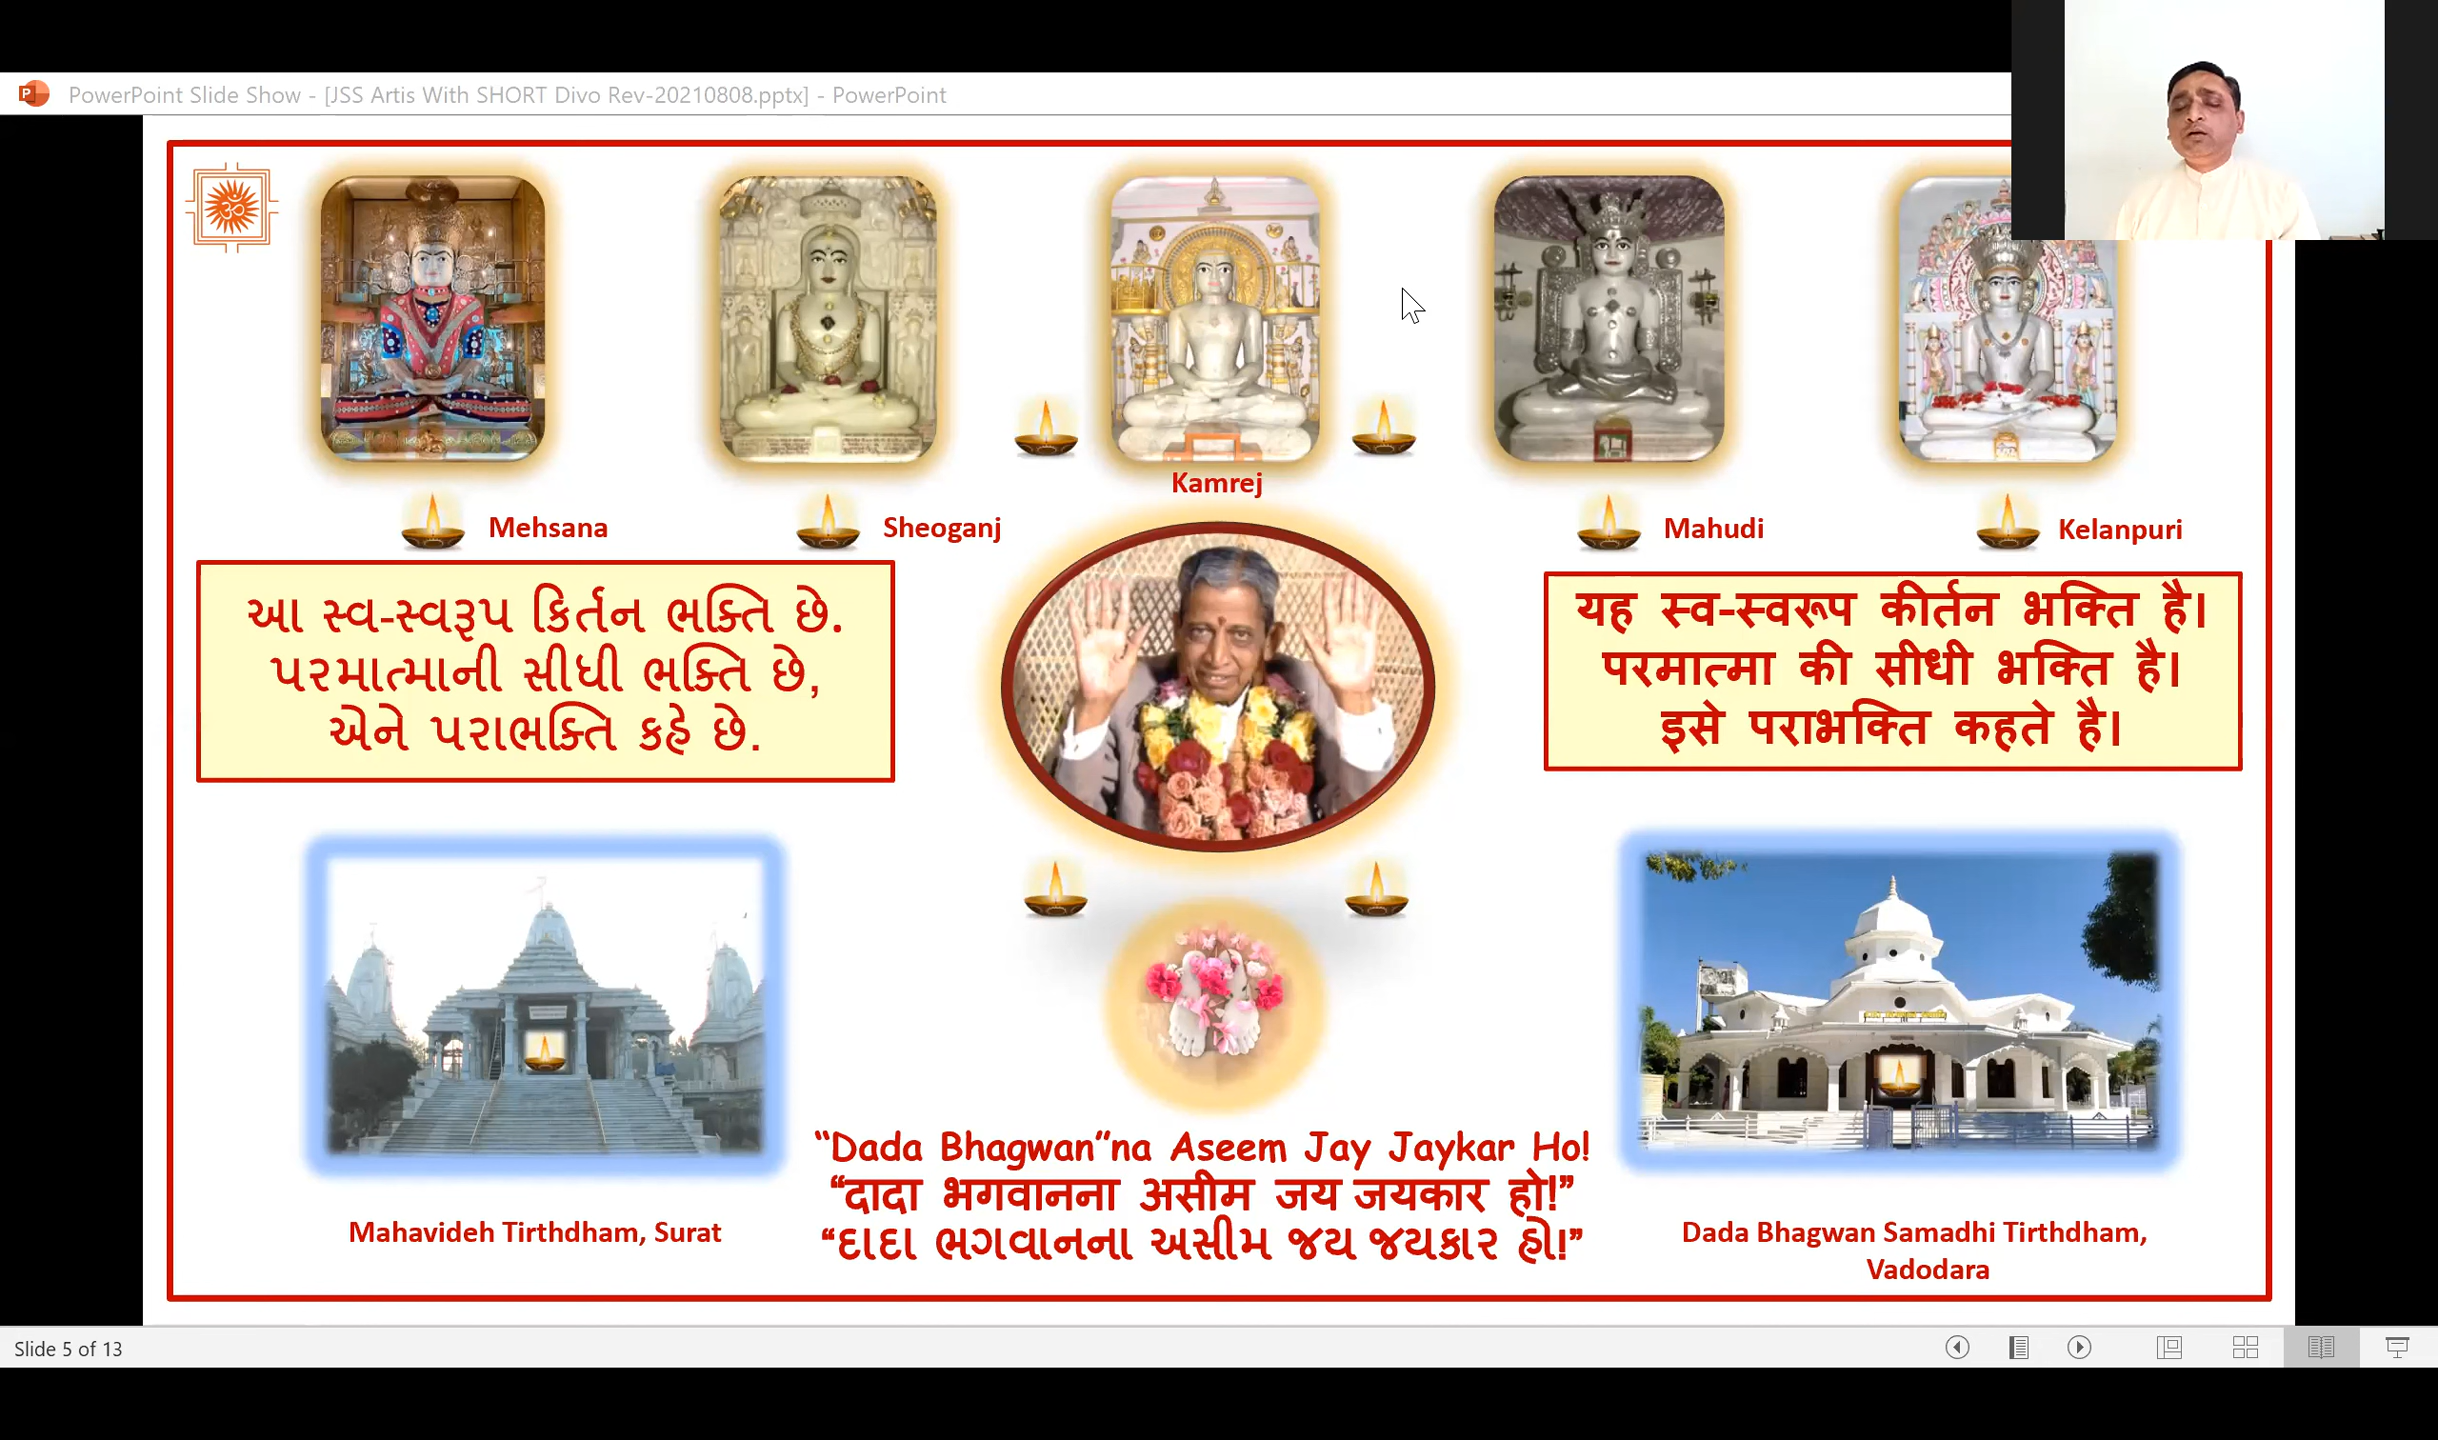 PowerPoint Slide Show - [JSS Artis With SHORT Divo Rev-20210808.pptx] - PowerPoint
Kamrej
Mehsana
Sheoganj
Mahudi
Kelanpuri
આ સ્વ-સ્વરૂપ કિર્તન ભક્તિ છે.
પરમાત્માની સીધી ભક્તિ છે,
એને પરાભક્તિ કહે છે.
यह स्व-स्वरूप कीर्तन भक्ति है।
परमात्मा की सीधी भक्ति है।
इसे पराभक्ति कहते है।
“Dada Bhagwan”na Aseem Jay Jaykar Ho!
“दादा भगवानना असीम जय जयकार हो!”
“દાદા ભગવાનના અસીમ જય જયકાર હો!”
Mahavideh Tirthdham, Surat
Dada Bhagwan Samadhi Tirthdham,
Vadodara
Slide 5 of 13